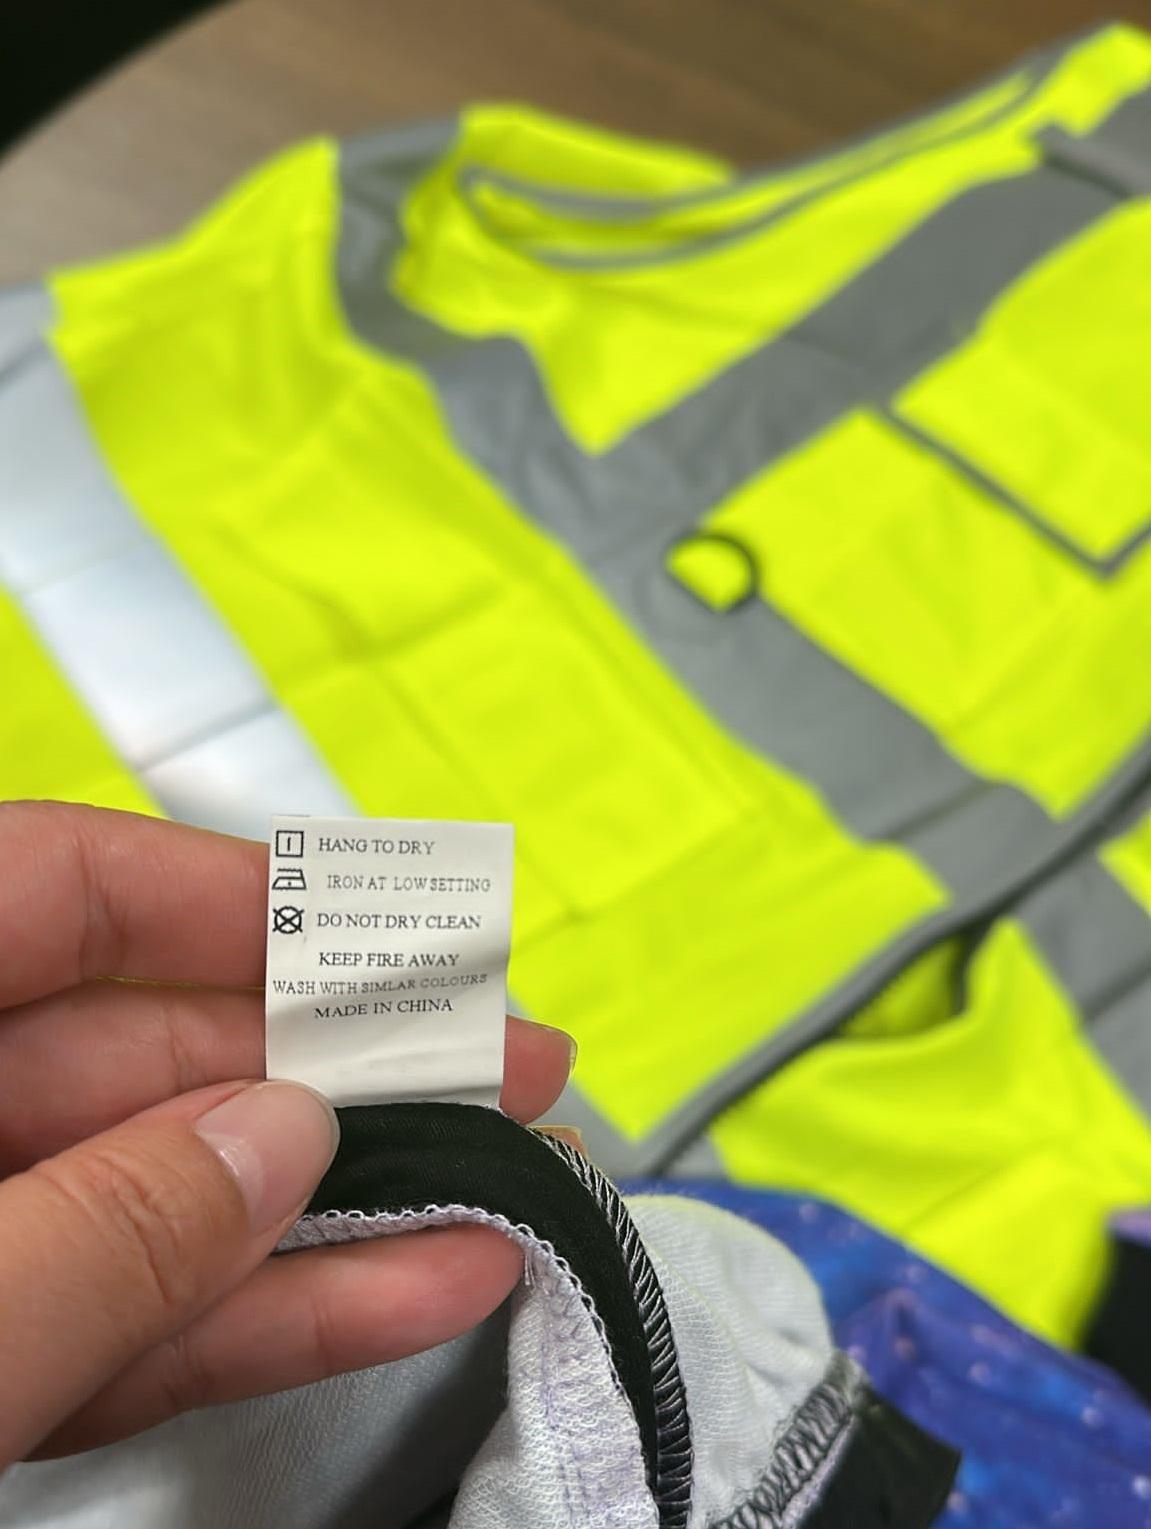 HANG TO DRY
IRON AT LOW SETTING
DO NOT DRY CLEAN
KEEP FIRE AWAY
WASH WITH SIMLAR COLOURS
MADE IN CHINA